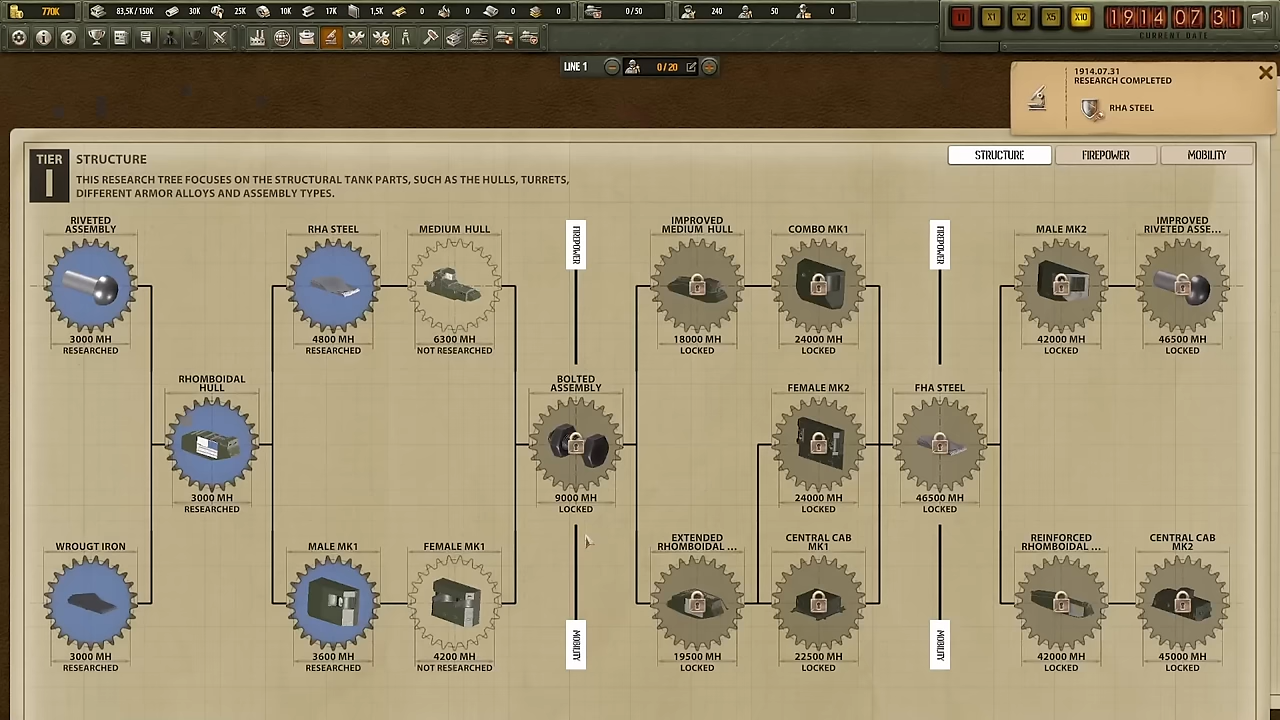 770K 83,5K/150K 30K 25K 10K 17K 1,5K 0 0 0 0 0/50 240 50 0
X1 X2 X5 X10
1914 07 31
CURRENT DATE
LINE 1 0/20
1914.07.31
RESEARCH COMPLETED
RHA STEEL
TIER I
STRUCTURE
THIS RESEARCH TREE FOCUSES ON THE STRUCTURAL TANK PARTS, SUCH AS THE HULLS, TURRETS,
DIFFERENT ARMOR ALLOYS AND ASSEMBLY TYPES.
STRUCTURE FIREPOWER MOBILITY
RIVETED
ASSEMBLY
3000 MH
RESEARCHED
WROUGT IRON
3000 MH
RESEARCHED
RHOMBOIDAL
HULL
3000 MH
RESEARCHED
RHA STEEL
4800 MH
RESEARCHED
MALE MK1
3600 MH
RESEARCHED
MEDIUM HULL
6300 MH
NOT RESEARCHED
FEMALE MK1
4200 MH
NOT RESEARCHED
FIREPOWER
BOLTED
ASSEMBLY
9000 MH
LOCKED
MOBILITY
IMPROVED
MEDIUM HULL
18000 MH
LOCKED
EXTENDED
RHOMBOIDAL ...
19500 MH
LOCKED
COMBO MK1
24000 MH
LOCKED
FEMALE MK2
24000 MH
LOCKED
CENTRAL CAB
MK1
22500 MH
LOCKED
FIREPOWER
FHA STEEL
46500 MH
LOCKED
MOBILITY
MALE MK2
42000 MH
LOCKED
REINFORCED
RHOMBOIDAL ...
42000 MH
LOCKED
IMPROVED
RIVETED ASSE...
46500 MH
LOCKED
CENTRAL CAB
MK2
45000 MH
LOCKED